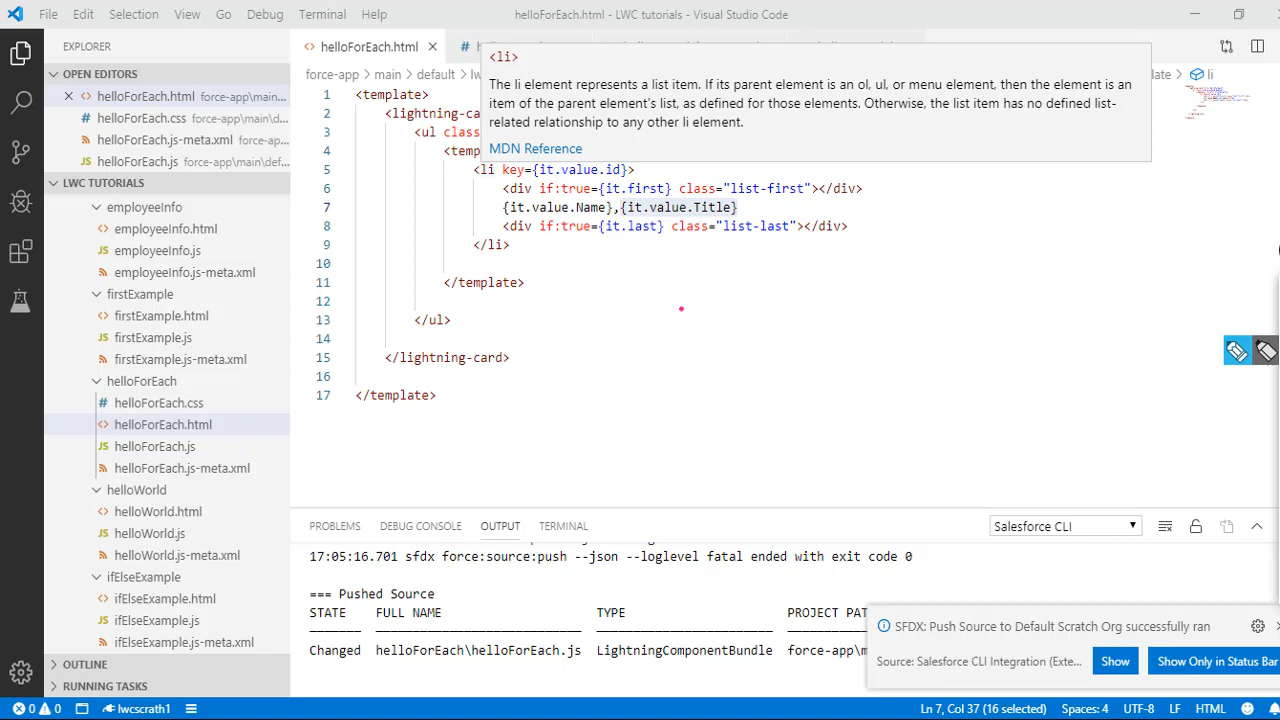 File Edit Selection View Go Debug Terminal Help
helloForEach.html - LWC tutorials - Visual Studio Code
EXPLORER
OPEN EDITORS
helloForEach.html force-app\main...
helloForEach.css force-app\main\d...
helloForEach.js-meta.xml force-ap...
helloForEach.js force-app\main\def...
LWC TUTORIALS
employeeInfo
employeeInfo.html
employeeInfo.js
employeeInfo.js-meta.xml
firstExample
firstExample.html
firstExample.js
firstExample.js-meta.xml
helloForEach
helloForEach.css
helloForEach.html
helloForEach.js
helloForEach.js-meta.xml
helloWorld
helloWorld.html
helloWorld.js
helloWorld.js-meta.xml
ifElseExample
ifElseExample.html
ifElseExample.js
ifElseExample.js-meta.xml
OUTLINE
RUNNING TASKS
helloForEach.html
force-app > main > default > lw
plate > li
<li>
The li element represents a list item. If its parent element is an ol, ul, or menu element, then the element is an
item of the parent element's list, as defined for those elements. Otherwise, the list item has no defined list-
related relationship to any other li element.
MDN Reference
1 <template>
2 <lightning-car
3 <ul clas
4 <tem
5 <li key={it.value.id}>
6 <div if:true={it.first} class="list-first"></div>
7 {it.value.Name},{it.value.Title}
8 <div if:true={it.last} class="list-last"></div>
9 </li>
10
11 </template>
12
13 </ul>
14
15 </lightning-card>
16
17 </template>
PROBLEMS DEBUG CONSOLE OUTPUT TERMINAL
Salesforce CLI
17:05:16.701 sfdx force:source:push --json --loglevel fatal ended with exit code 0
=== Pushed Source
STATE FULL NAME TYPE PROJECT PAT
Changed helloForEach\helloForEach.js LightningComponentBundle force-app\m
SFDX: Push Source to Default Scratch Org successfully ran
Source: Salesforce CLI Integration (Exte...
Show
Show Only in Status Bar
0 0 lwcscrath1
Ln 7, Col 37 (16 selected) Spaces: 4 UTF-8 LF HTML